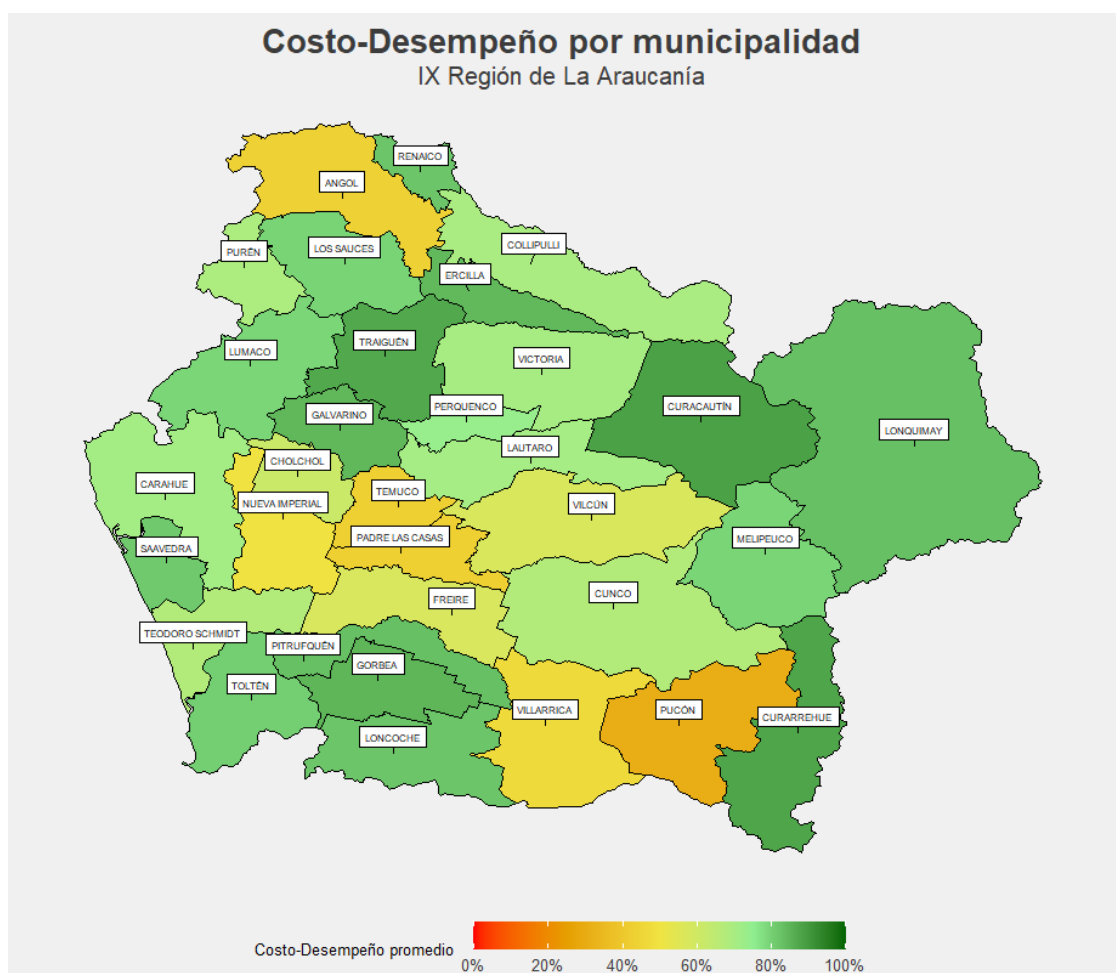 Costo-Desempeño por municipalidad
IX Región de La Araucanía
RENAICO
ANGOL
COLLIPULLI
PURÉN
LOS SAUCES
ERCILLA
TRAIGUÉN
LUMACO
VICTORIA
PERQUENCO
CURACAUTÍN
GALVARINO
LONQUIMAY
LAUTARO
CHOLCHOL
CARAHUE
TEMUCO
NUEVA IMPERIAL
VILCÚN
PADRE LAS CASAS
MELIPEUCO
SAAVEDRA
CUNCO
FREIRE
TEODORO SCHMIDT
PITRUFQUÉN
GORBEA
TOLTÉN
VILLARRICA
PUCÓN
CURARREHUE
LONCOCHE
Costo-Desempeño promedio
0% 20% 40% 60% 80% 100%